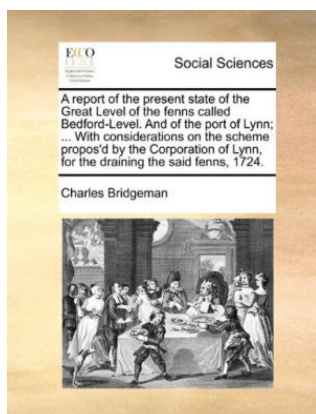 ECCO
Social Sciences
A report of the present state of the
Great Level of the fenns called
Bedford-Level. And of the port of Lynn;
... With considerations on the scheme
propos'd by the Corporation of Lynn,
for the draining the said fenns, 1724.
Charles Bridgeman